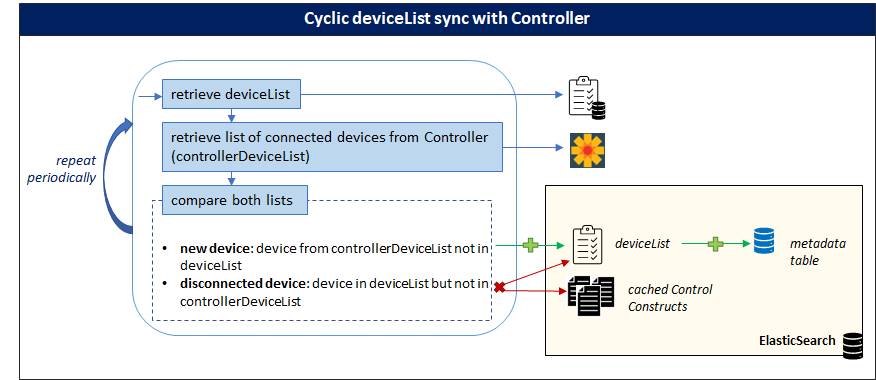 Cyclic deviceList sync with Controller
retrieve deviceList
retrieve list of connected devices from Controller
(controllerDeviceList)
repeat
periodically
compare both lists
• new device: device from controllerDeviceList not in
deviceList
• disconnected device: device in deviceList but not in
controllerDeviceList
deviceList
metadata
table
cached Control
Constructs
ElasticSearch